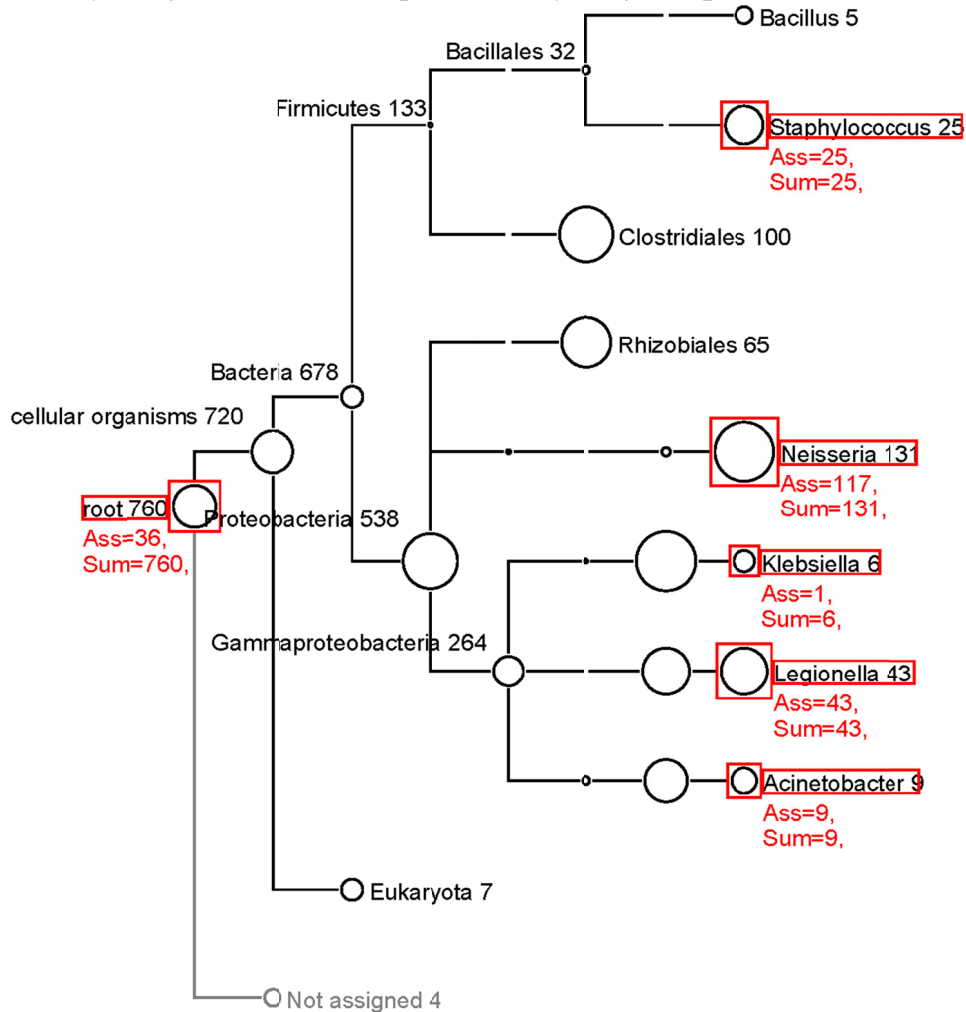 Bacillus 5
Bacillales 32
Firmicutes 133
Staphylococcus 25
Ass=25,
Sum=25,
Clostridiales 100
Rhizobiales 65
Bacteria 678
cellular organisms 720
Neisseria 131
Ass=117,
Sum=131,
root 760
Ass=36,
Sum=760,
Proteobacteria 538
Klebsiella 6
Ass=1,
Sum=6,
Gammaproteobacteria 264
Legionella 43
Ass=43,
Sum=43,
Acinetobacter 9
Ass=9,
Sum=9,
Eukaryota 7
Not assigned 4